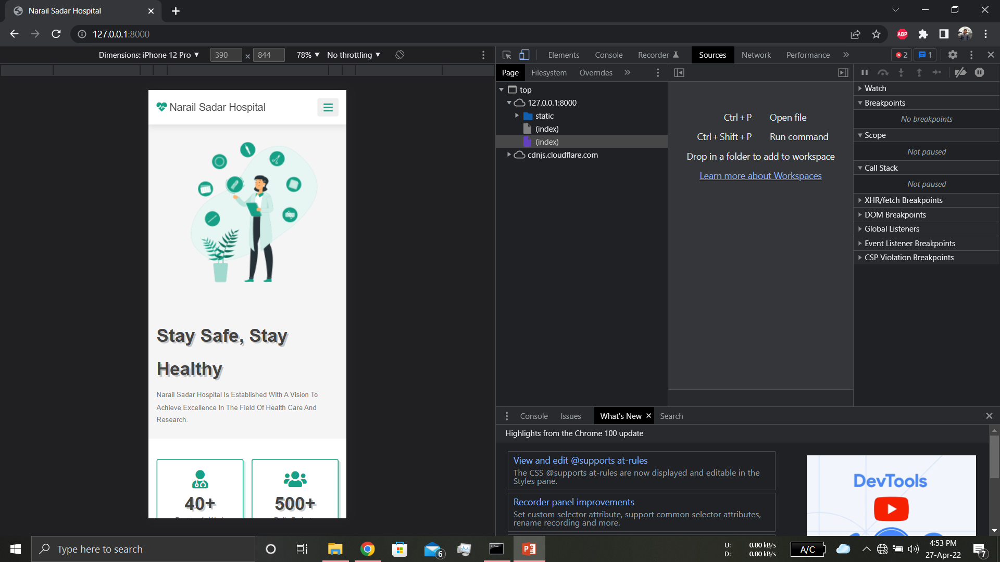 Narail Sadar Hospital
127.0.0.1:8000
ABP
Dimensions: iPhone 12 Pro ▼ 390 × 844 78% ▼ No throttling ▼
Elements Console Recorder Sources Network Performance » 2 1
Page Filesystem Overrides »
top
127.0.0.1:8000
static
(index)
(index)
cdnjs.cloudflare.com
Ctrl + P Open file
Ctrl + Shift + P Run command
Drop in a folder to add to workspace
Learn more about Workspaces
Watch
Breakpoints
No breakpoints
Scope
Not paused
Call Stack
Not paused
XHR/fetch Breakpoints
DOM Breakpoints
Global Listeners
Event Listener Breakpoints
CSP Violation Breakpoints
Narail Sadar Hospital
Stay Safe, Stay
Healthy
Narail Sadar Hospital Is Established With A Vision To
Achieve Excellence In The Field Of Health Care And
Research.
40+
500+
Console Issues What's New Search
Highlights from the Chrome 100 update
View and edit @supports at-rules
The CSS @supports at-rules are now displayed and editable in the
Styles pane.
Recorder panel improvements
Set custom selector attribute, support common selector attributes,
rename recording and more.
DevTools
Type here to search
6
U: 0.00 kB/s
D: 0.00 kB/s
A/C
4:53 PM
27-Apr-22
7